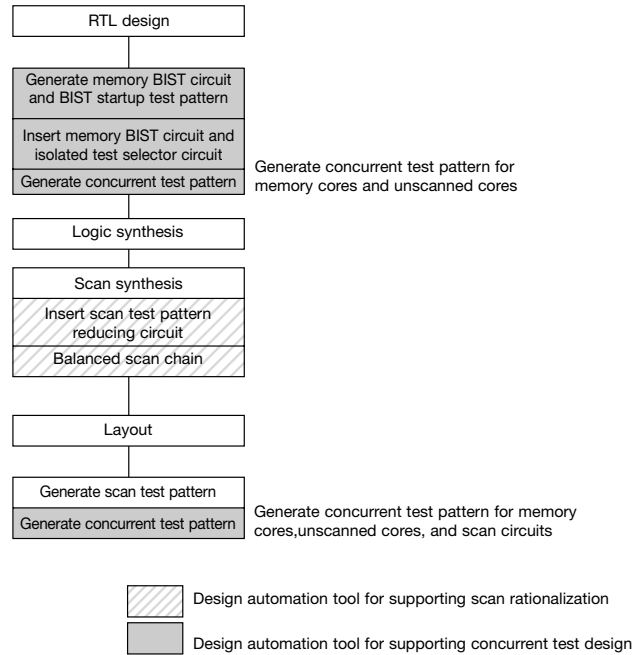 RTL design
Generate memory BIST circuit
and BIST startup test pattern
Insert memory BIST circuit and
isolated test selector circuit
Generate concurrent test pattern
Generate concurrent test pattern for
memory cores and unscanned cores
Logic synthesis
Scan synthesis
Insert scan test pattern
reducing circuit
Balanced scan chain
Layout
Generate scan test pattern
Generate concurrent test pattern
Generate concurrent test pattern for memory
cores,unscanned cores, and scan circuits
Design automation tool for supporting scan rationalization
Design automation tool for supporting concurrent test design